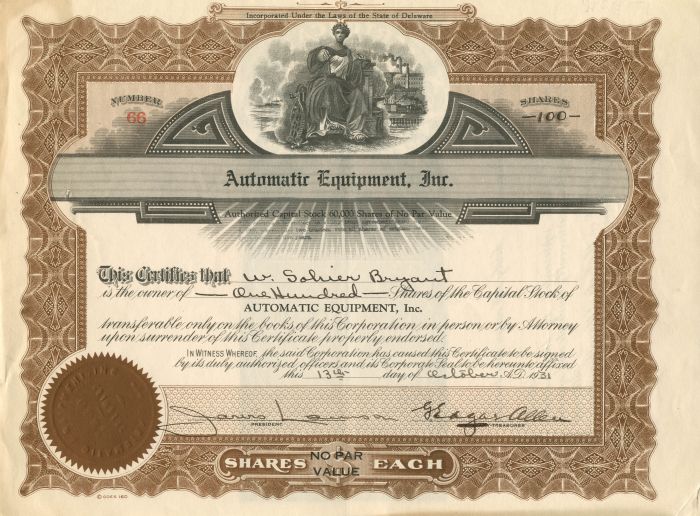 Incorporated Under the Laws of the State of Delaware
NUMBER
66
SHARES
—100—
Automatic Equipment, Inc.
Authorized Capital Stock 60,000 Shares of No Par Value
This Certifies that W. Sohier Bryant
is the owner of — One Hundred — Shares of the Capital Stock of
AUTOMATIC EQUIPMENT, Inc.
transferable only on the books of this Corporation in person or by Attorney
upon surrender of this Certificate properly endorsed.
IN WITNESS WHEREOF, the said Corporation has caused this Certificate to be signed
by its duty authorized officers and its Corporate Seal to be hereunto affixed
this 13th day of October A.D. 1931
PRESIDENT
G Edgar Allen
TREASURER
SHARES NO PAR VALUE EACH
© GOES 160